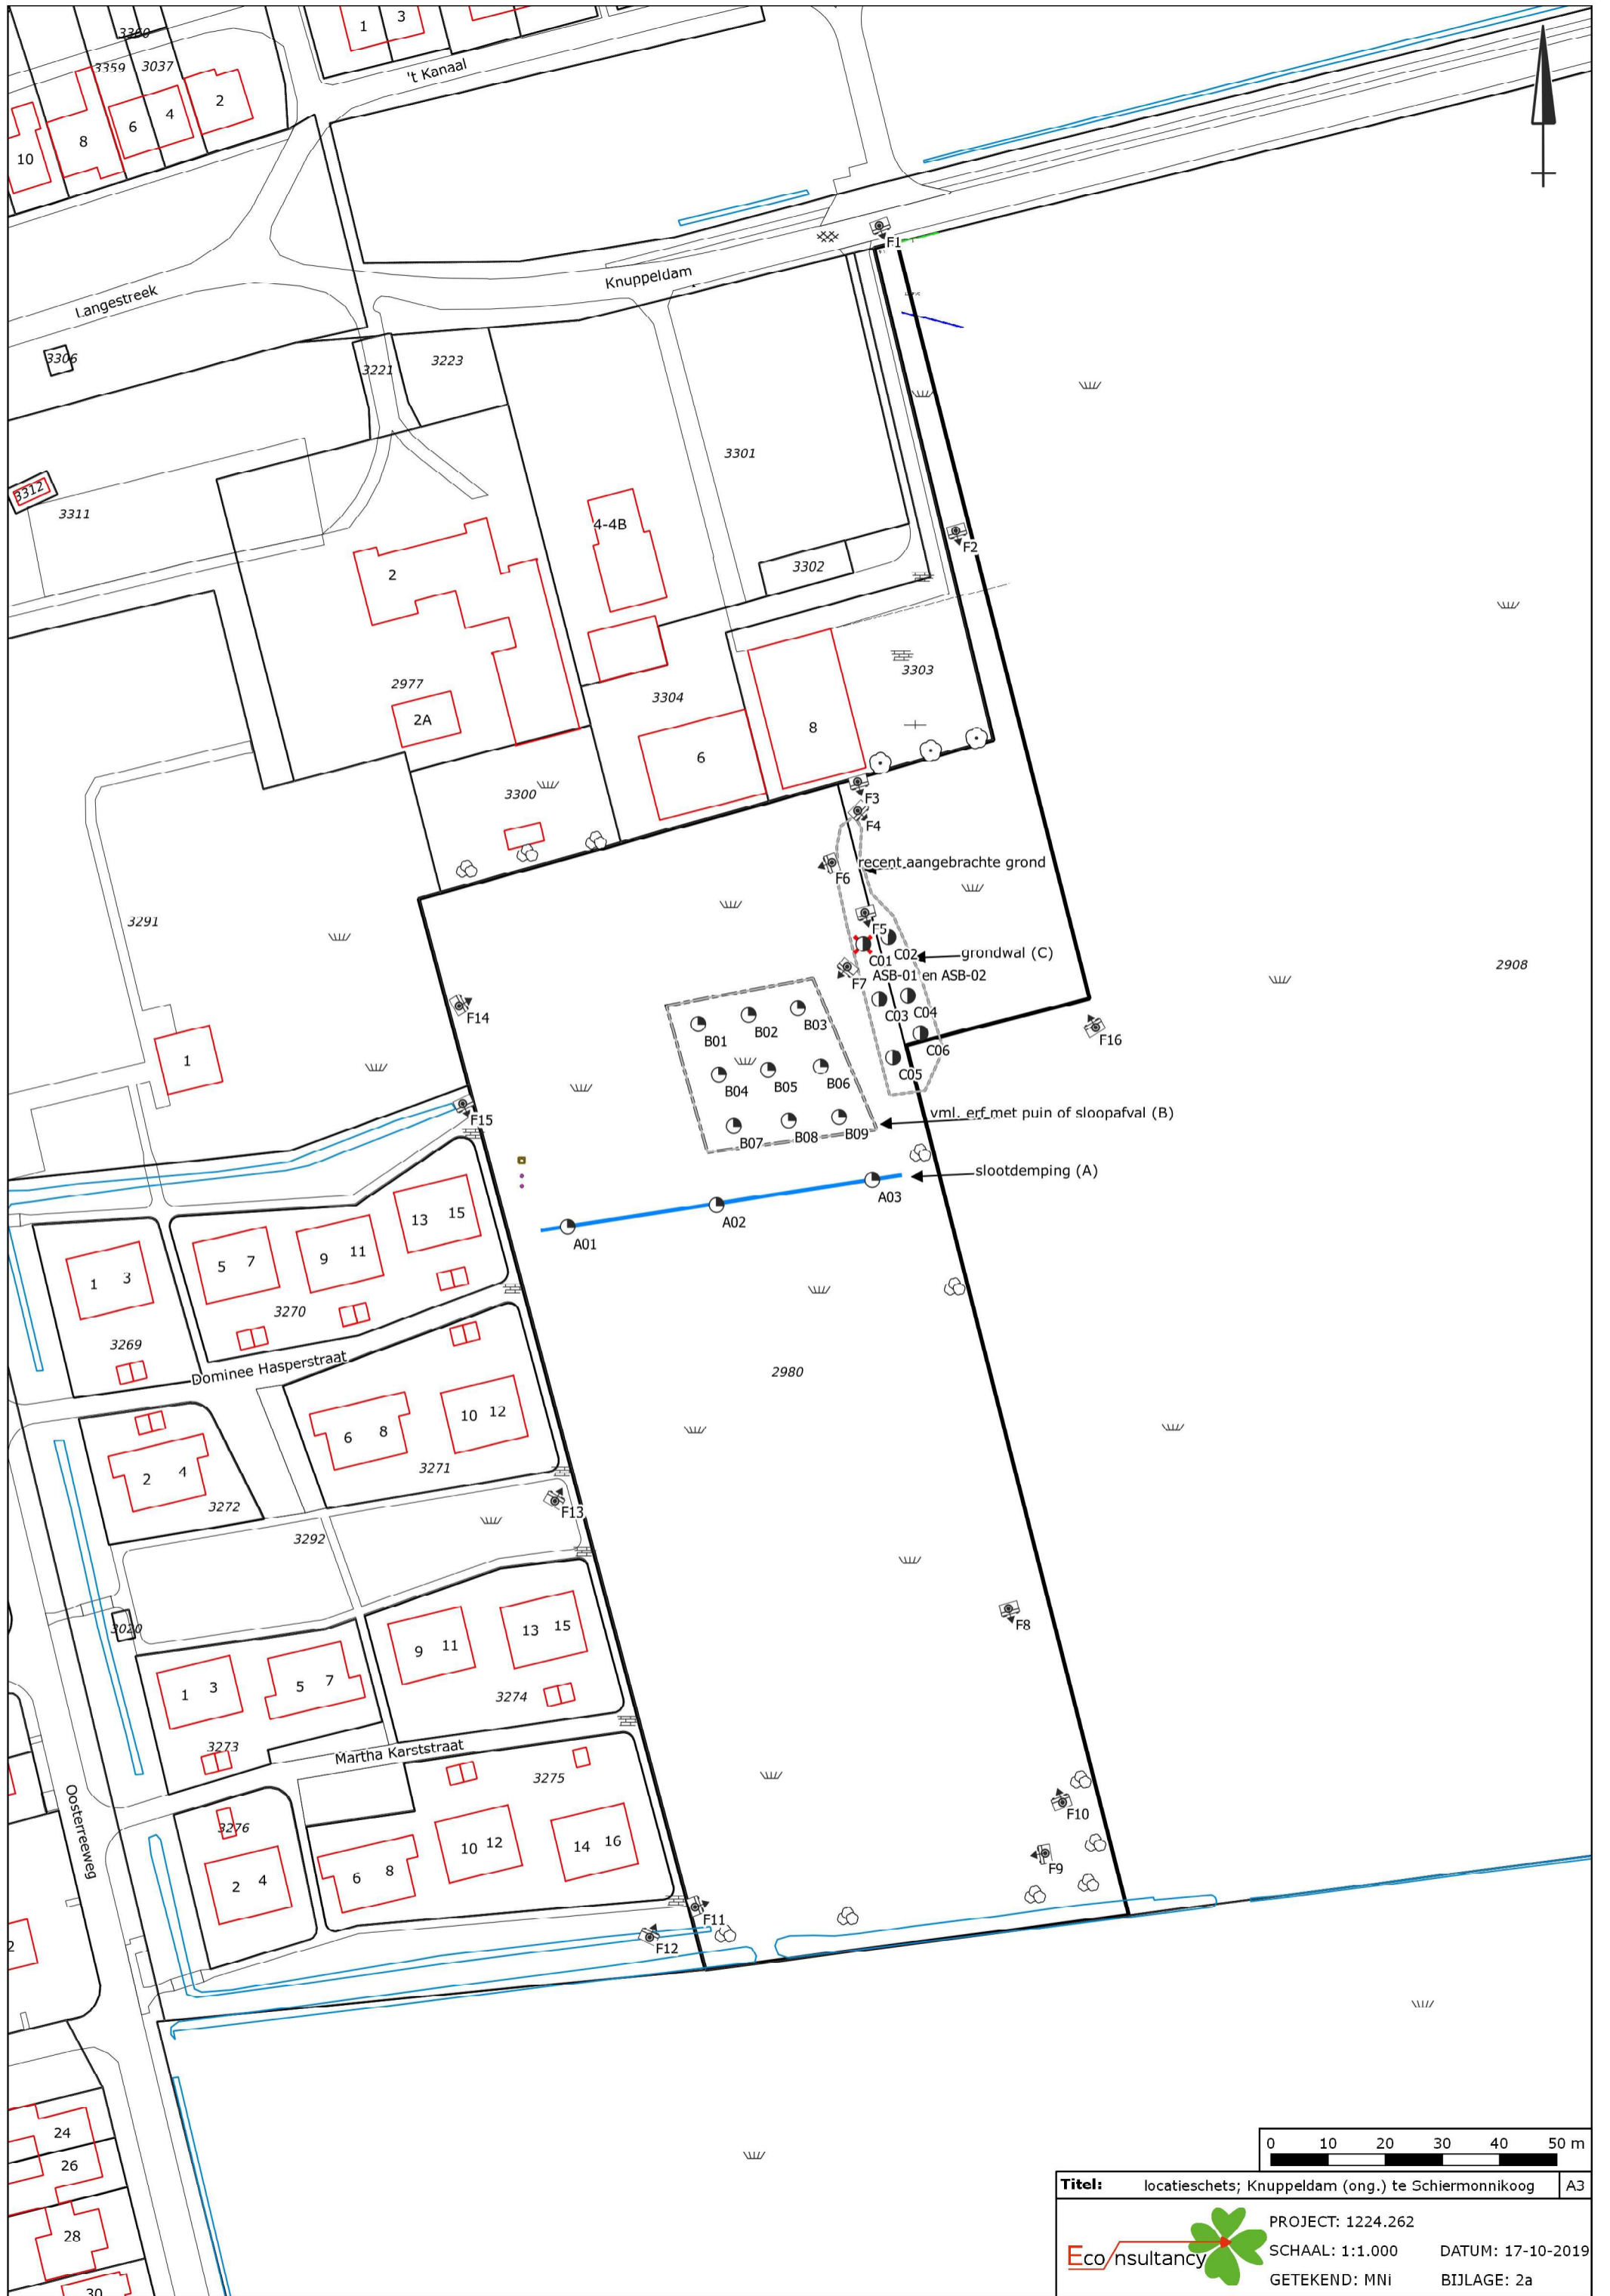 3360
1
3
3359
3037
't Kanaal
2
4
6
8
10
F1
Knuppeldam
Langestreek
3306
3221
3223
3301
3312
3311
4-4B
F2
3302
2
3303
2977
3304
2A
8
6
3300
F3
F4
recent aangebrachte grond
F6
3291
F5
C01
C02
grondwal (C)
F7
ASB-01 en ASB-02
2908
F14
B01
B02
B03
C03
C04
F16
C06
1
B04
B05
B06
C05
F15
vml. erf met puin of sloopafval (B)
B07
B08
B09
slootdemping (A)
A03
A02
A01
13 15
5 7
9 11
1 3
3270
3269
Dominee Hasperstraat
2980
10 12
6 8
3271
2 4
3272
F13
3292
3020
9 11
13 15
F8
1 3
5 7
3274
3273
Martha Karststraat
3275
Oosterreeweg
F10
3276
10 12
14 16
F9
2 4
6 8
F11
F12
2
24
26
28
30
0 10 20 30 40 50 m
Titel: locatieschets; Knuppeldam (ong.) te Schiermonnikoog A3
Eco/nsultancy
PROJECT: 1224.262
SCHAAL: 1:1.000 DATUM: 17-10-2019
GETEKEND: MNi BIJLAGE: 2a